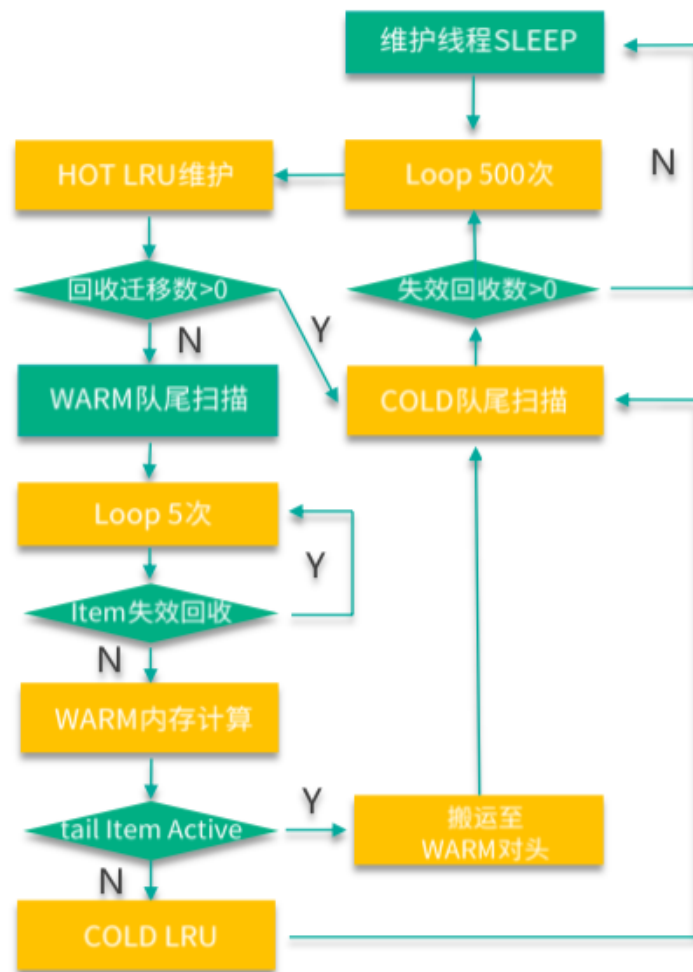 维护线程SLEEP
N
HOT LRU维护
Loop 500次
回收迁移数>0
失效回收数>0
N
Y
WARM队尾扫描
COLD队尾扫描
Loop 5次
Y
Item失效回收
N
WARM内存计算
tail Item Active
Y
搬运至
WARM对头
N
COLD LRU